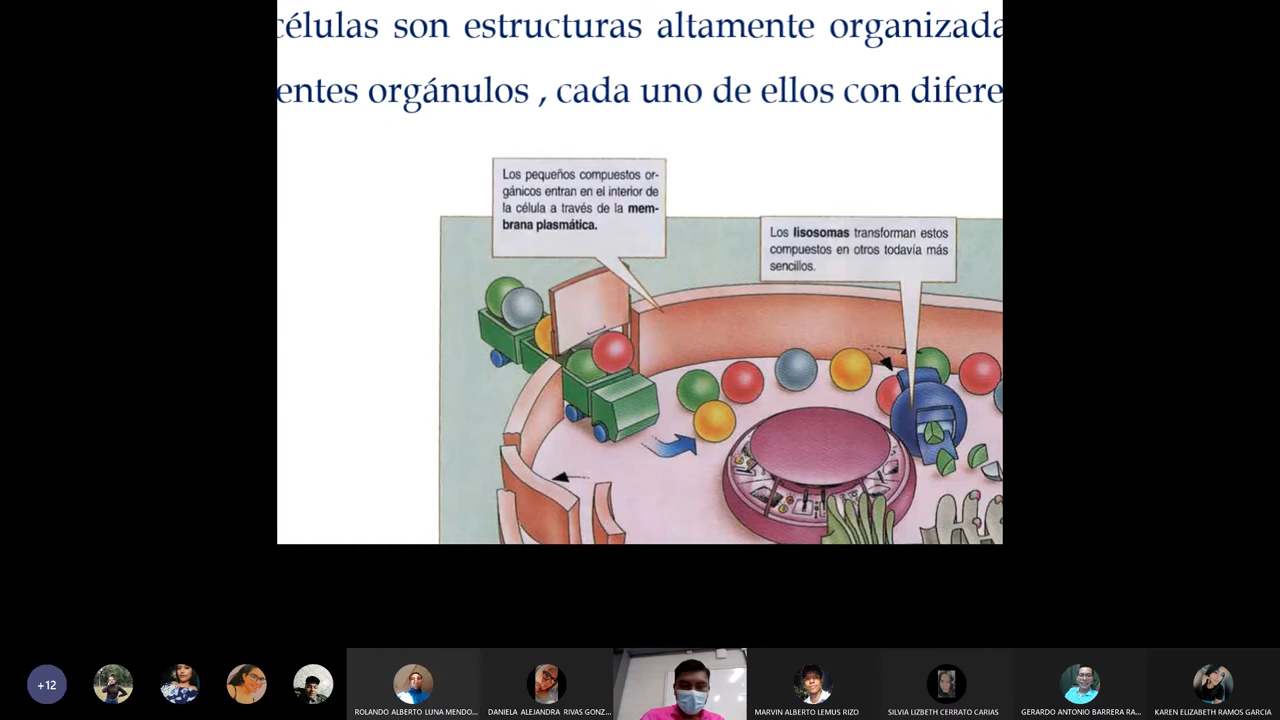 células son estructuras altamente organizada
entes orgánulos , cada uno de ellos con difere
Los pequeños compuestos or-
gánicos entran en el interior de
la célula a través de la mem-
brana plasmática.
Los lisosomas transforman estos
compuestos en otros todavía más
sencillos.
+12
ROLANDO ALBERTO LUNA MENDO...
DANIELA ALEJANDRA RIVAS GONZ...
MARVIN ALBERTO LEMUS RIZO
SILVIA LIZBETH CERRATO CARIAS
GERARDO ANTONIO BARRERA RA...
KAREN ELIZABETH RAMOS GARCIA